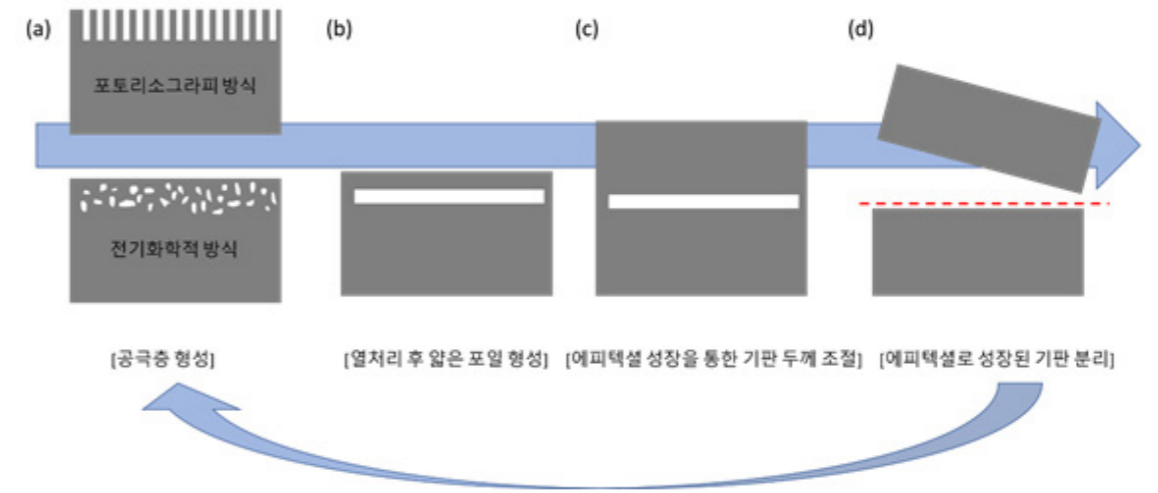 (a)
(b)
(c)
(d)
포토리소그라피 방식
전기화학적 방식
[공극층 형성]
[열처리 후 얇은 포일 형성]
[에피텍셜 성장을 통한 기판 두께 조절]
[에피텍셜로 성장된 기판 분리]